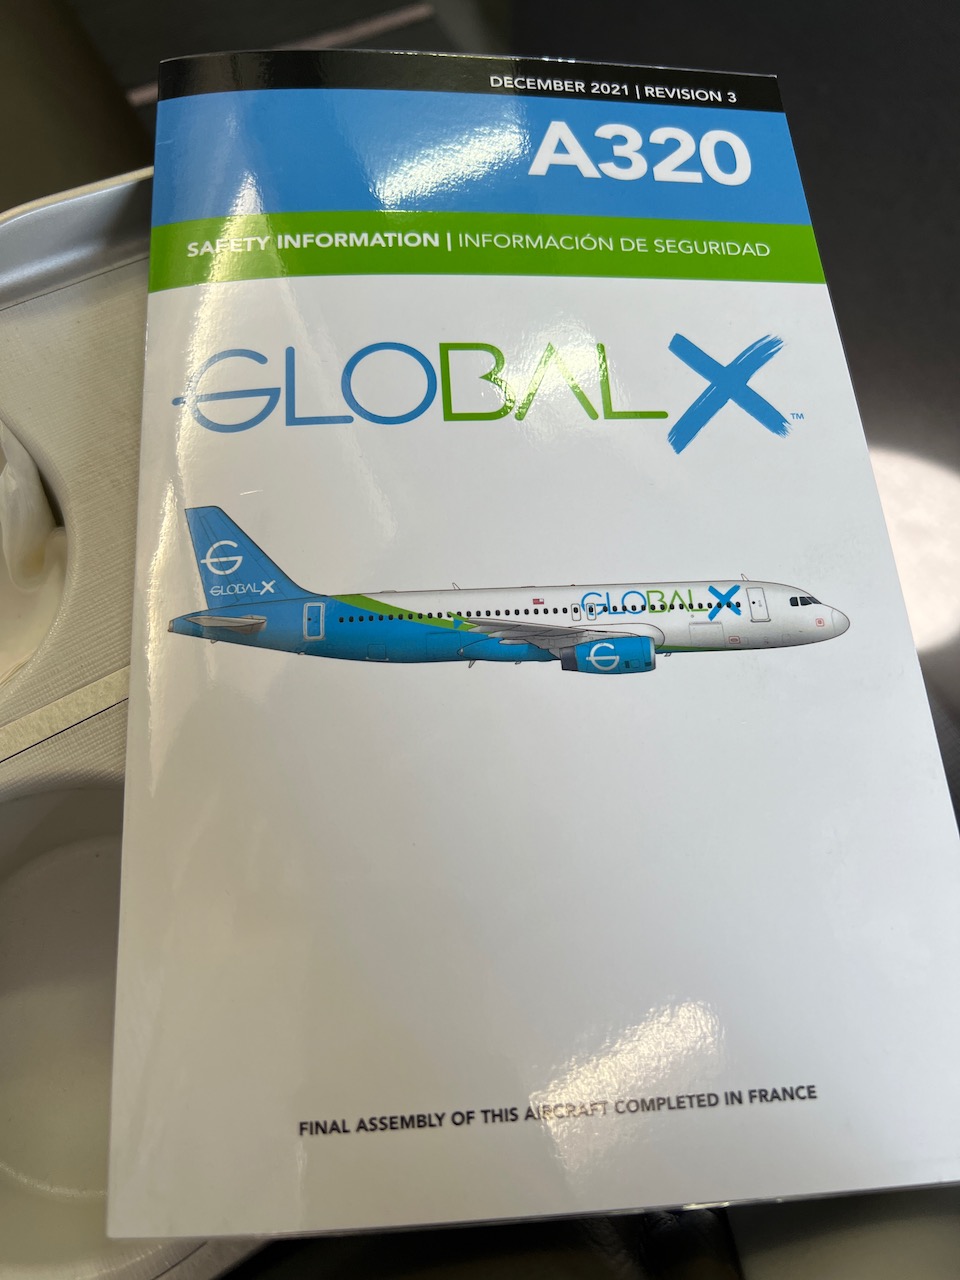 DECEMBER 2021 | REVISION 3
A320
SAFETY INFORMATION | INFORMACIÓN DE SEGURIDAD
GLOBALX™
G
GLOBALX
GLOBALX
G
FINAL ASSEMBLY OF THIS AIRCRAFT COMPLETED IN FRANCE